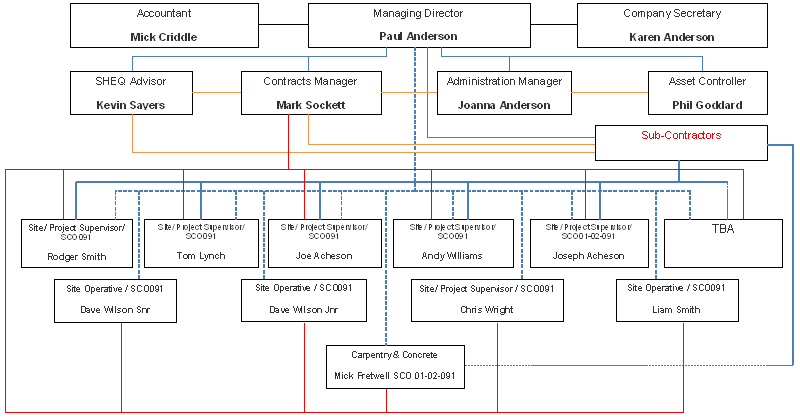 Accountant
Mick Criddle
Managing Director
Paul Anderson
Company Secretary
Karen Anderson
SHEQ Advisor
Kevin Sayers
Contracts Manager
Mark Sockett
Administration Manager
Joanna Anderson
Asset Controller
Phil Goddard
Sub-Contractors
Site/ Project Supervisor/
SCO091
Rodger Smith
Site/ Project Supervisor/
SCO091
Tom Lynch
Site/ Project Supervisor/
SCO091
Joe Acheson
Site/ Project Supervisor/
SCO091
Andy Williams
Site/ Project Supervisor/
SCO01-02-091
Joseph Acheson
TBA
Site Operative / SCO091
Dave Wilson Snr
Site Operative / SCO091
Dave Wilson Jnr
Site/ Project Supervisor / SCO091
Chris Wright
Site Operative / SCO091
Liam Smith
Carpentry & Concrete
Mick Fretwell SCO 01-02-091